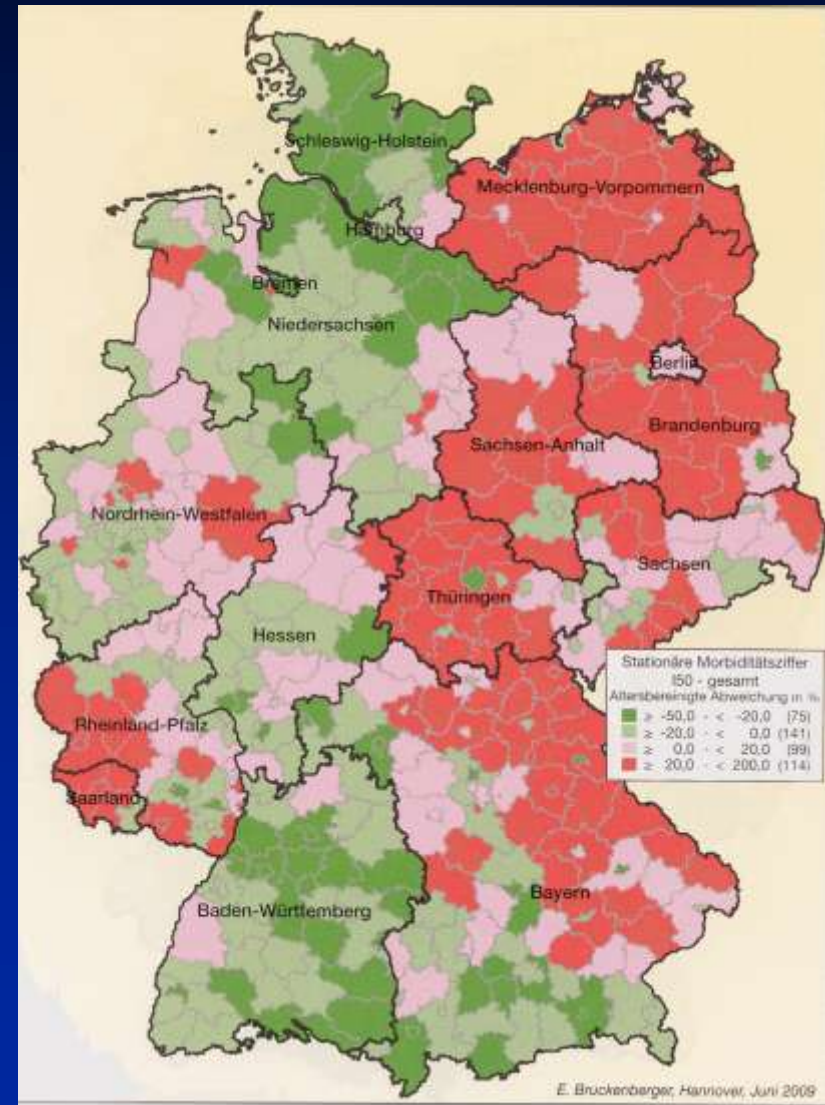 Schleswig-Holstein
Mecklenburg-Vorpommern
Hamburg
Bremen
Niedersachsen
Berlin
Brandenburg
Sachsen-Anhalt
Nordrhein-Westfalen
Sachsen
Thüringen
Hessen
Stationäre Morbiditätsziffer
I50 - gesamt
Altersbereinigte Abweichung in %
≥ -50,0 - < -20,0 (75)
≥ -20,0 - < 0,0 (141)
≥ 0,0 - < 20,0 (99)
≥ 20,0 - < 200,0 (114)
Rheinland-Pfalz
Saarland
Bayern
Baden-Württemberg
E. Bruckenberger, Hannover, Juni 2009